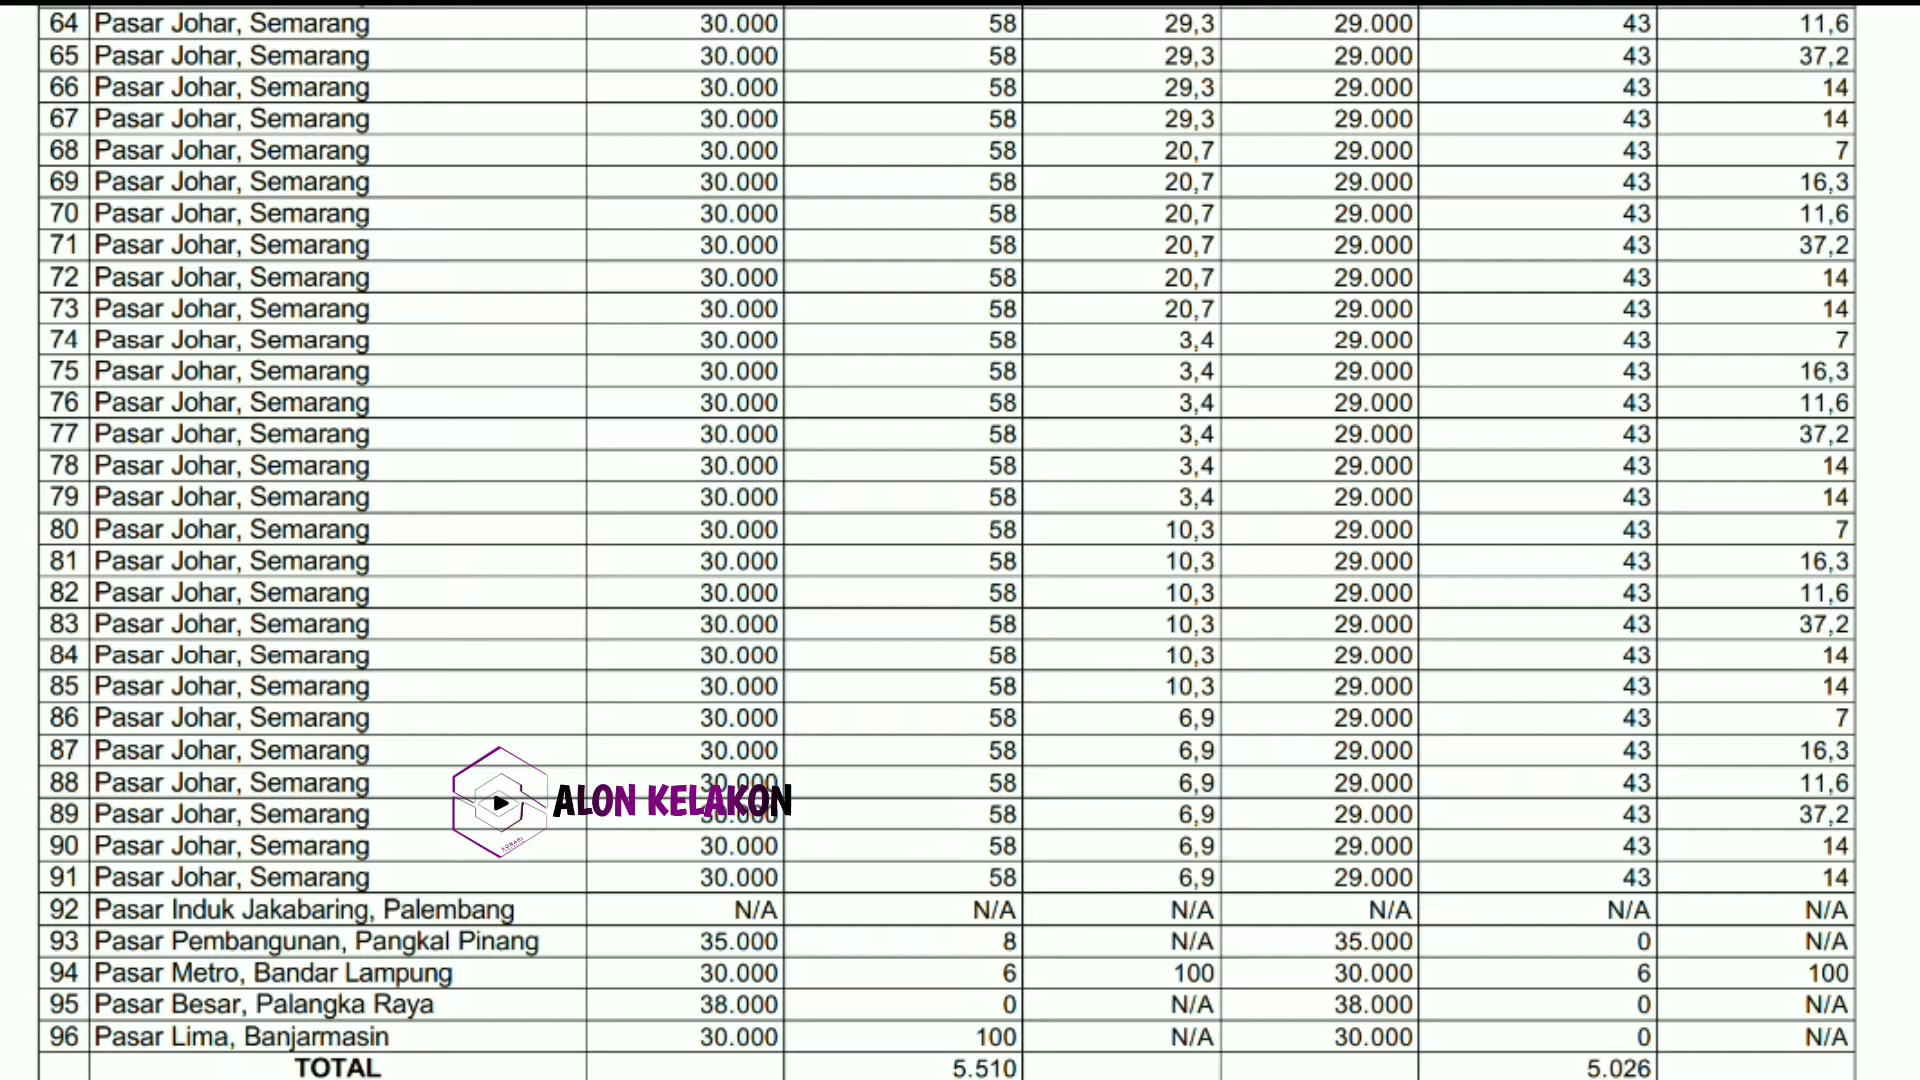 64 Pasar Johar, Semarang 30.000 58 29,3 29.000 43 11,6
65 Pasar Johar, Semarang 30.000 58 29,3 29.000 43 37,2
66 Pasar Johar, Semarang 30.000 58 29,3 29.000 43 14
67 Pasar Johar, Semarang 30.000 58 29,3 29.000 43 14
68 Pasar Johar, Semarang 30.000 58 20,7 29.000 43 7
69 Pasar Johar, Semarang 30.000 58 20,7 29.000 43 16,3
70 Pasar Johar, Semarang 30.000 58 20,7 29.000 43 11,6
71 Pasar Johar, Semarang 30.000 58 20,7 29.000 43 37,2
72 Pasar Johar, Semarang 30.000 58 20,7 29.000 43 14
73 Pasar Johar, Semarang 30.000 58 20,7 29.000 43 14
74 Pasar Johar, Semarang 30.000 58 3,4 29.000 43 7
75 Pasar Johar, Semarang 30.000 58 3,4 29.000 43 16,3
76 Pasar Johar, Semarang 30.000 58 3,4 29.000 43 11,6
77 Pasar Johar, Semarang 30.000 58 3,4 29.000 43 37,2
78 Pasar Johar, Semarang 30.000 58 3,4 29.000 43 14
79 Pasar Johar, Semarang 30.000 58 3,4 29.000 43 14
80 Pasar Johar, Semarang 30.000 58 10,3 29.000 43 7
81 Pasar Johar, Semarang 30.000 58 10,3 29.000 43 16,3
82 Pasar Johar, Semarang 30.000 58 10,3 29.000 43 11,6
83 Pasar Johar, Semarang 30.000 58 10,3 29.000 43 37,2
84 Pasar Johar, Semarang 30.000 58 10,3 29.000 43 14
85 Pasar Johar, Semarang 30.000 58 10,3 29.000 43 14
86 Pasar Johar, Semarang 30.000 58 6,9 29.000 43 7
87 Pasar Johar, Semarang 30.000 58 6,9 29.000 43 16,3
88 Pasar Johar, Semarang 30.000 58 6,9 29.000 43 11,6
ALON KELAKON
89 Pasar Johar, Semarang 30.000 58 6,9 29.000 43 37,2
90 Pasar Johar, Semarang 30.000 58 6,9 29.000 43 14
91 Pasar Johar, Semarang 30.000 58 6,9 29.000 43 14
92 Pasar Induk Jakabaring, Palembang N/A N/A N/A N/A N/A N/A
93 Pasar Pembangunan, Pangkal Pinang 35.000 8 N/A 35.000 0 N/A
94 Pasar Metro, Bandar Lampung 30.000 6 100 30.000 6 100
95 Pasar Besar, Palangka Raya 38.000 0 N/A 38.000 0 N/A
96 Pasar Lima, Banjarmasin 30.000 100 N/A 30.000 0 N/A
TOTAL 5.510 5.026